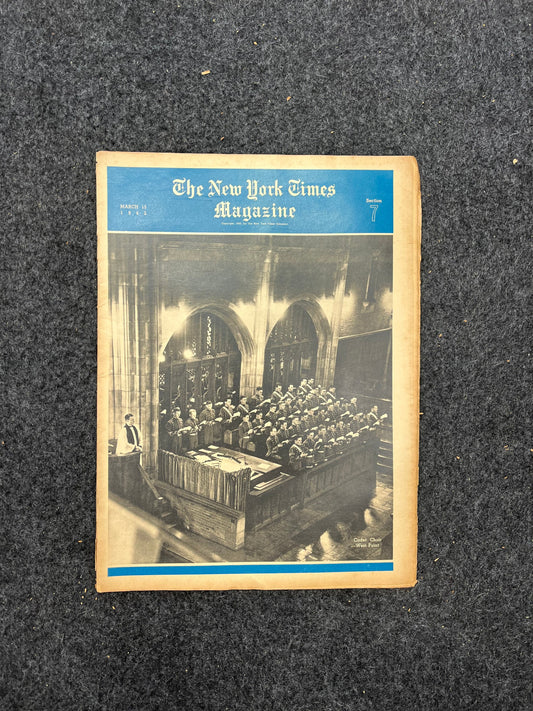 The New York Times
Magazine
MARCH 15
Section
7
Cadet Choir
—West Point